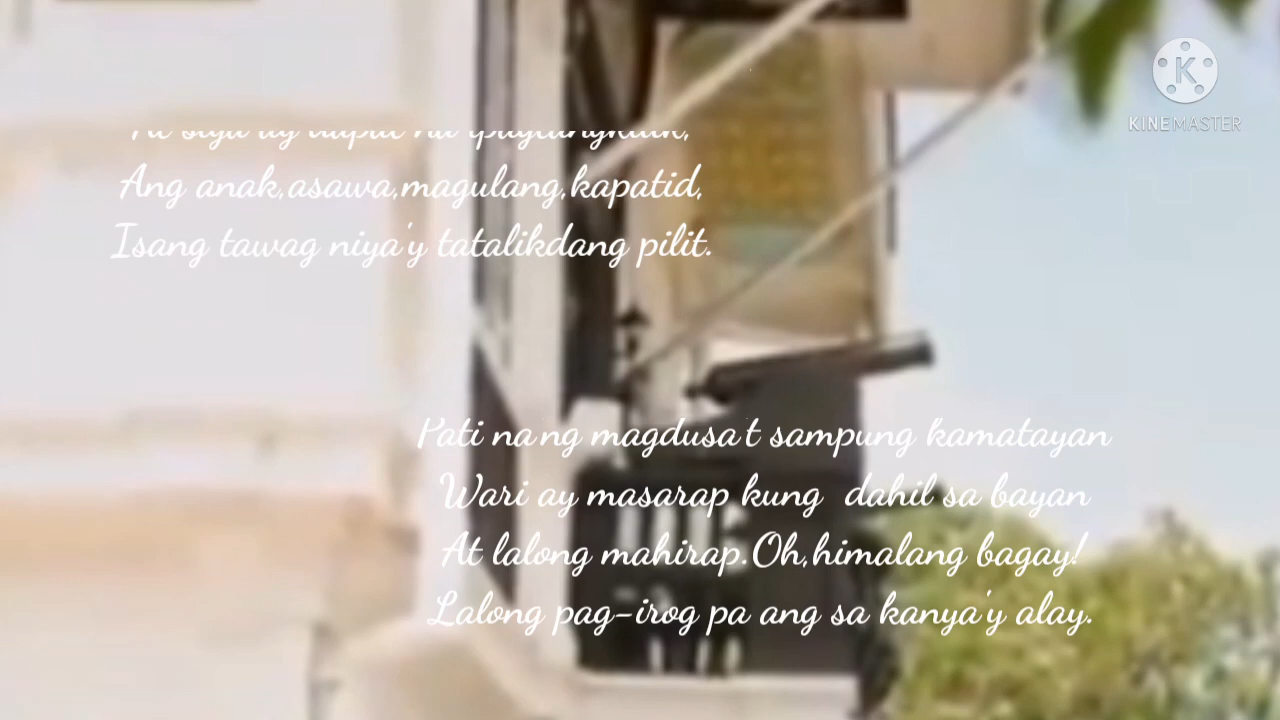 KINEMASTER
Ang anak,asawa,magulang,kapatid,
Isang tawag niya'y tatalikdang pilit.
Pati na'ng magdusa't sampung kamatayan
Wari ay masarap kung dahil sa bayan
At lalong mahirap.Oh,himalang bagay!
Lalong pag-irog pa ang sa kanya'y alay.